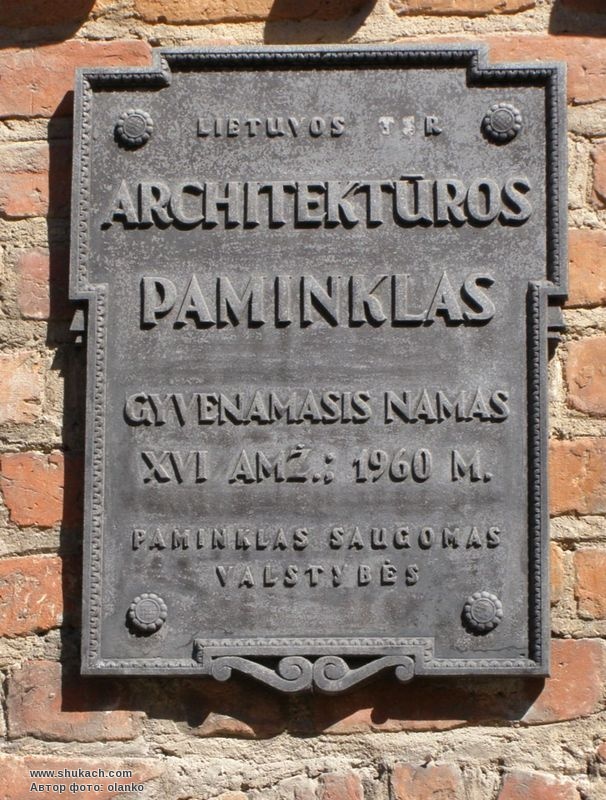 LIETUVOS TSR
ARCHITEKTŪROS
PAMINKLAS
GYVENAMASIS NAMAS
XVI AMŽ.; 1960 M.
PAMINKLAS SAUGOMAS
VALSTYBĖS
www.shukach.com
Автор фото: olanko